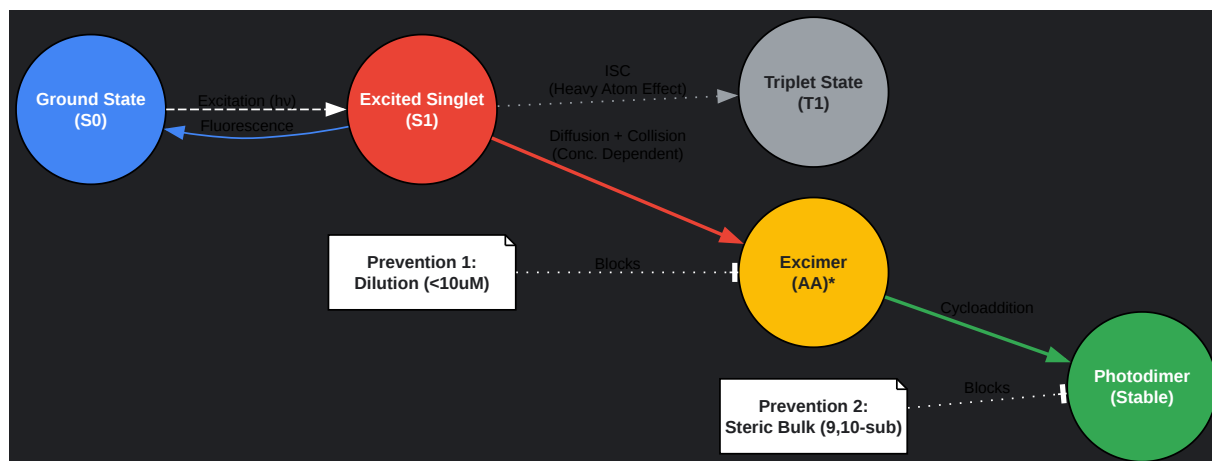 Ground State
(S0)
Excitation (hν)
Fluorescence
Excited Singlet
(S1)
ISC
(Heavy Atom Effect)
Triplet State
(T1)
Diffusion + Collision
(Conc. Dependent)
Prevention 1:
Dilution (<10uM)
Blocks
Excimer
(AA)*
Cycloaddition
Prevention 2:
Steric Bulk (9,10-sub)
Blocks
Photodimer
(Stable)